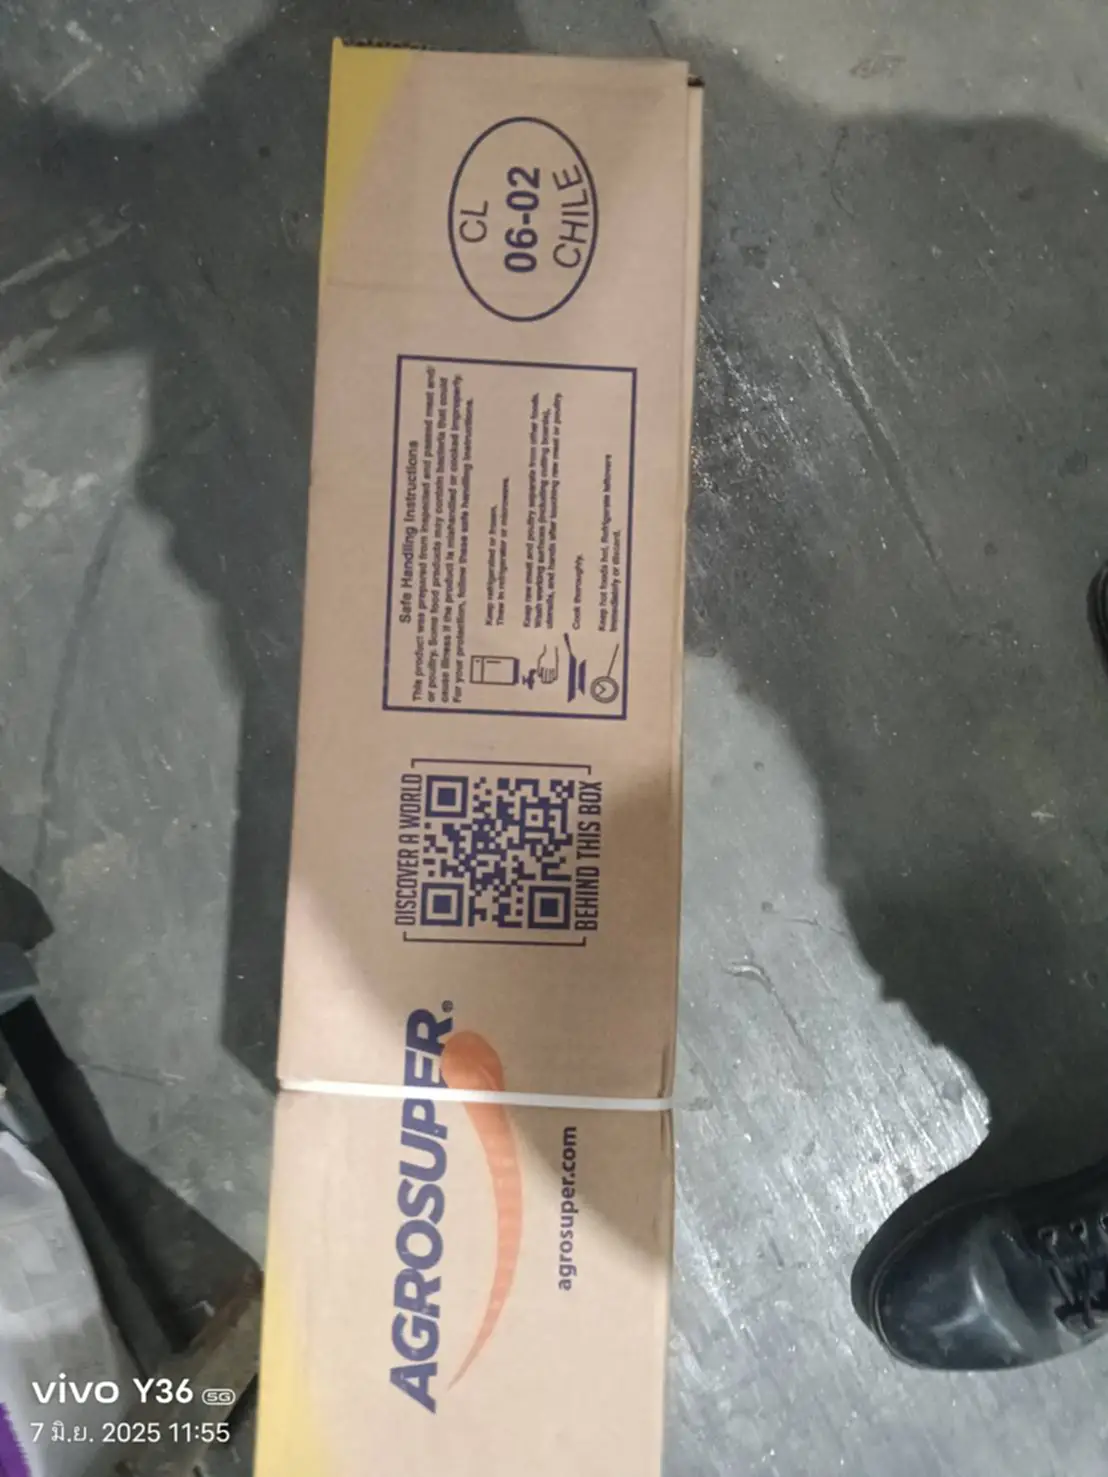 AGROSUPER®
agrosuper.com
DISCOVER A WORLD
BEHIND THIS BOX
Safe Handling Instructions
This product was prepared from inspected and passed meat and/
or poultry. Some food products may contain bacteria that could
cause illness if the product is mishandled or cooked improperly.
For your protection, follow these safe handling instructions.
Keep refrigerated or frozen.
Thaw in refrigerator or microwave.
Keep raw meat and poultry separate from other foods.
Wash working surfaces (including cutting boards),
utensils, and hands after touching raw meat or poultry.
Cook thoroughly.
Keep hot foods hot. Refrigerate leftovers
immediately or discard.
CL
06-02
CHILE
vivo Y36 5G
7 มิ.ย. 2025 11:55